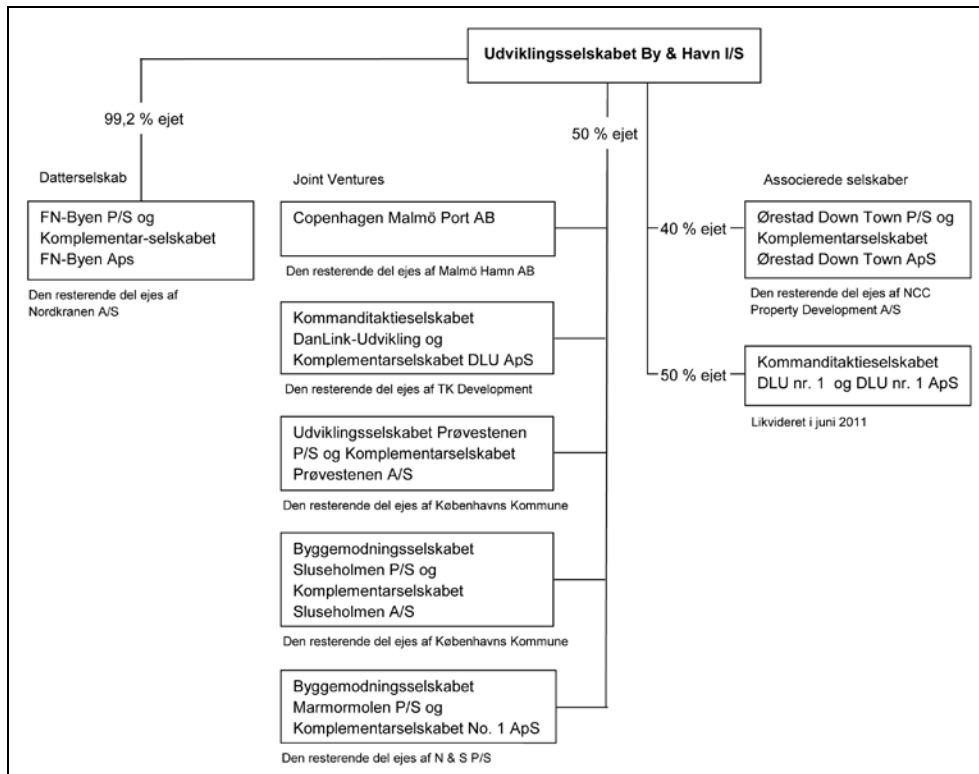 Udviklingsselskabet By & Havn I/S
99,2 % ejet
50 % ejet
Datterselskab
FN-Byen P/S og
Komplementar-selskabet
FN-Byen Aps
Den resterende del ejes af
Nordkranen A/S
Joint Ventures
Copenhagen Malmö Port AB
Den resterende del ejes af Malmö Hamn AB
Kommanditaktieselskabet
DanLink-Udvikling og
Komplementarselskabet DLU ApS
Den resterende del ejes af TK Development
Udviklingsselskabet Prøvestenen
P/S og Komplementarselskabet
Prøvestenen A/S
Den resterende del ejes af Københavns Kommune
Byggemodningsselskabet
Sluseholmen P/S og
Komplementarselskabet
Sluseholmen A/S
Den resterende del ejes af Københavns Kommune
Byggemodningsselskabet
Marmormolen P/S og
Komplementarselskabet No. 1 ApS
Den resterende del ejes af N & S P/S
Associerede selskaber
40 % ejet
Ørestad Down Town P/S og
Komplementarselskabet
Ørestad Down Town ApS
Den resterende del ejes af NCC
Property Development A/S
50 % ejet
Kommanditaktieselskabet
DLU nr. 1 og DLU nr. 1 ApS
Likvideret i juni 2011